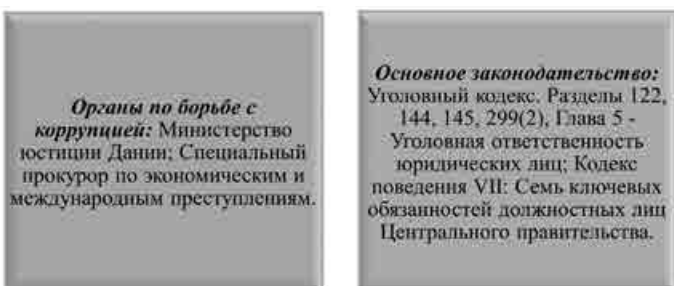 Органы по борьбе с
коррупцией: Министерство
юстиции Дании; Специальный
прокурор по экономическим и
международным преступлениям.
Основное законодательство:
Уголовный кодекс. Разделы 122,
144, 145, 299(2), Глава 5 -
Уголовная ответственность
юридических лиц; Кодекс
поведения VII: Семь ключевых
обязанностей должностных лиц
Центрального правительства.